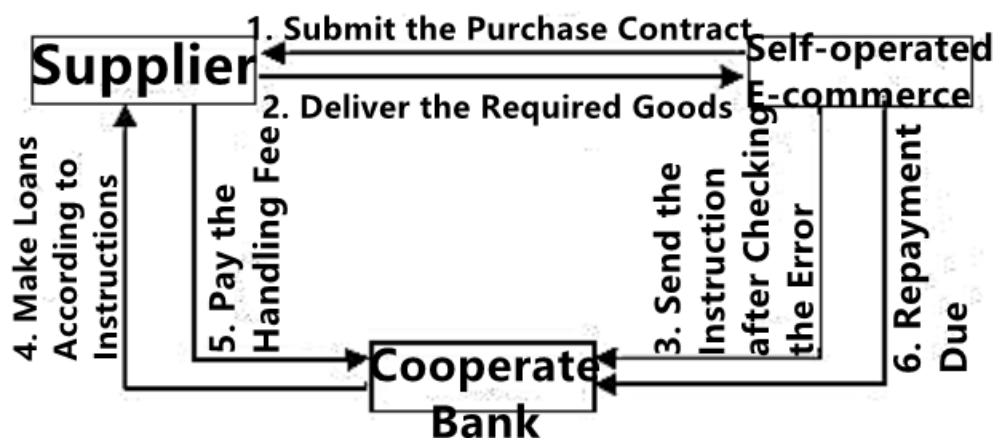 1. Submit the Purchase Contract
Supplier
Self-operated
E-commerce
2. Deliver the Required Goods
4. Make Loans
According to
Instructions
5. Pay the
Handling Fee
3. Send the
Instruction
after Checking
the Error
6. Repayment
Due
Cooperate
Bank